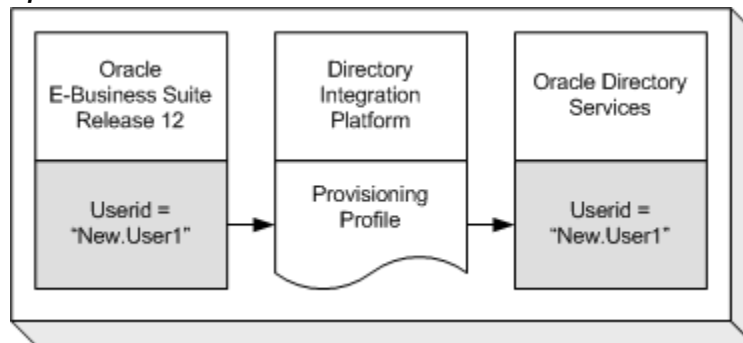 Oracle
E-Business Suite
Release 12
Directory
Integration
Platform
Oracle Directory
Services
Userid =
“New.User1”
Provisioning
Profile
Userid =
“New.User1”